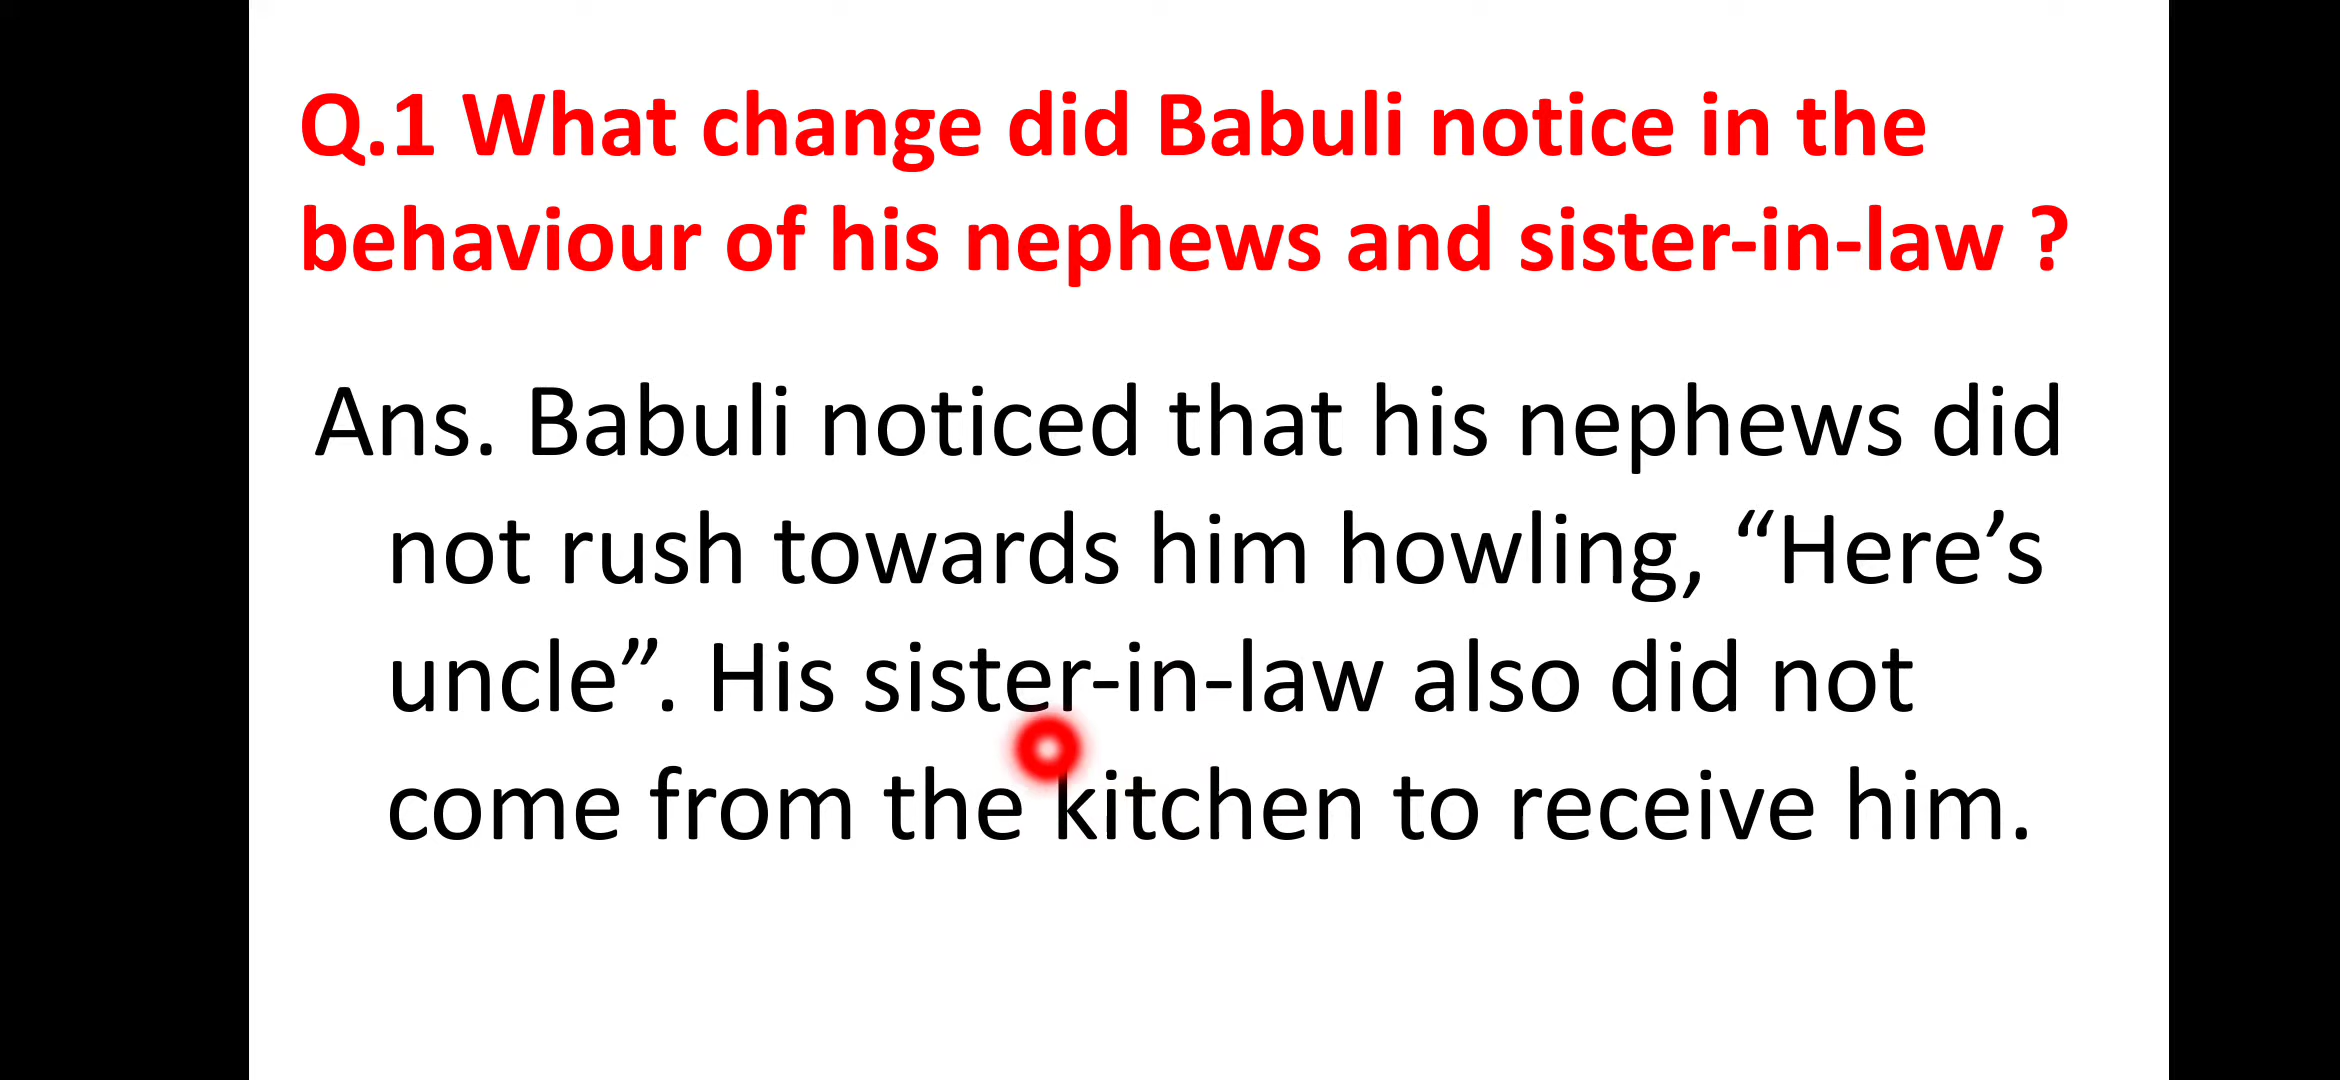 Q.1 What change did Babuli notice in the
behaviour of his nephews and sister-in-law ?
Ans. Babuli noticed that his nephews did
not rush towards him howling, “Here’s
uncle”. His sister-in-law also did not
come from the kitchen to receive him.